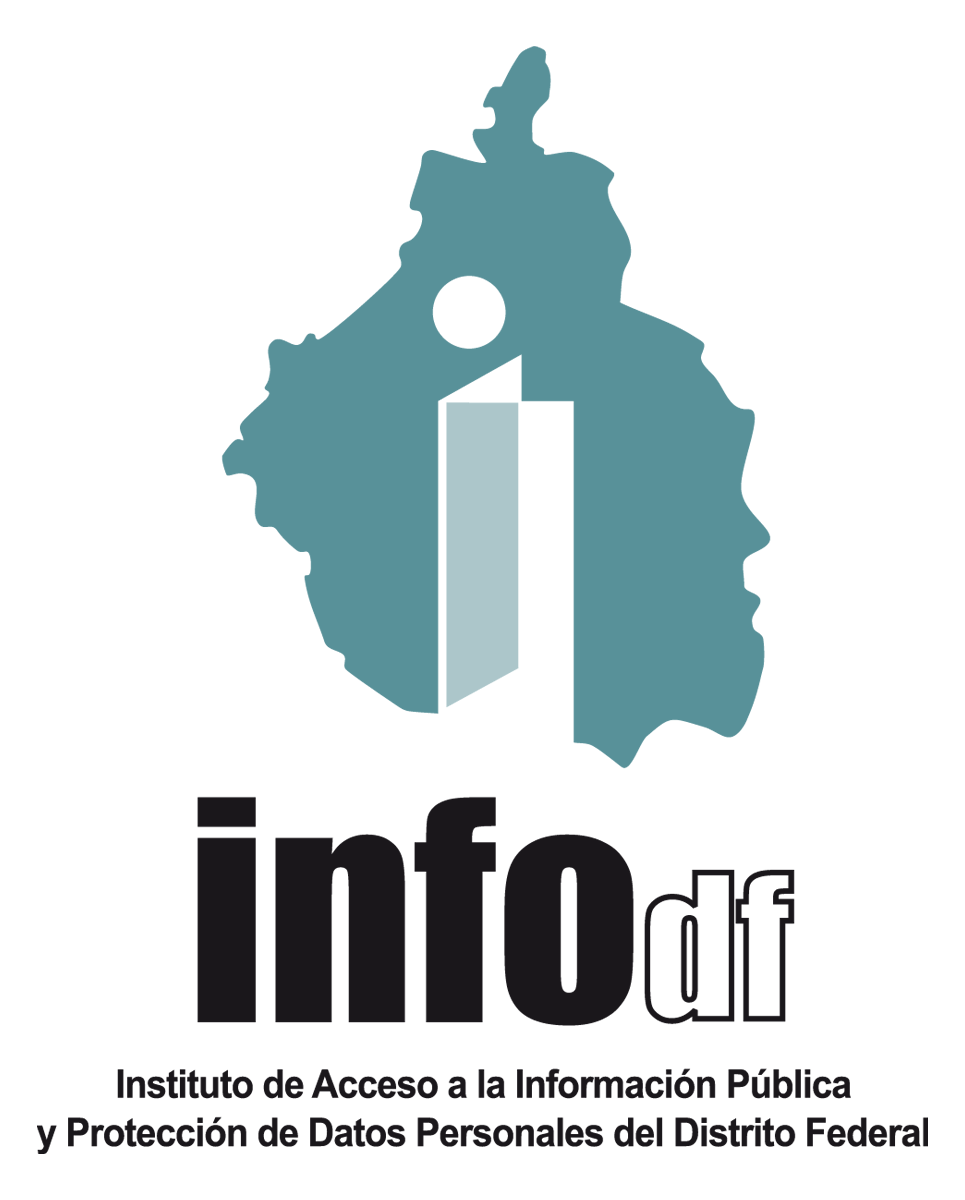 infodf
Instituto de Acceso a la Información Pública
y Protección de Datos Personales del Distrito Federal